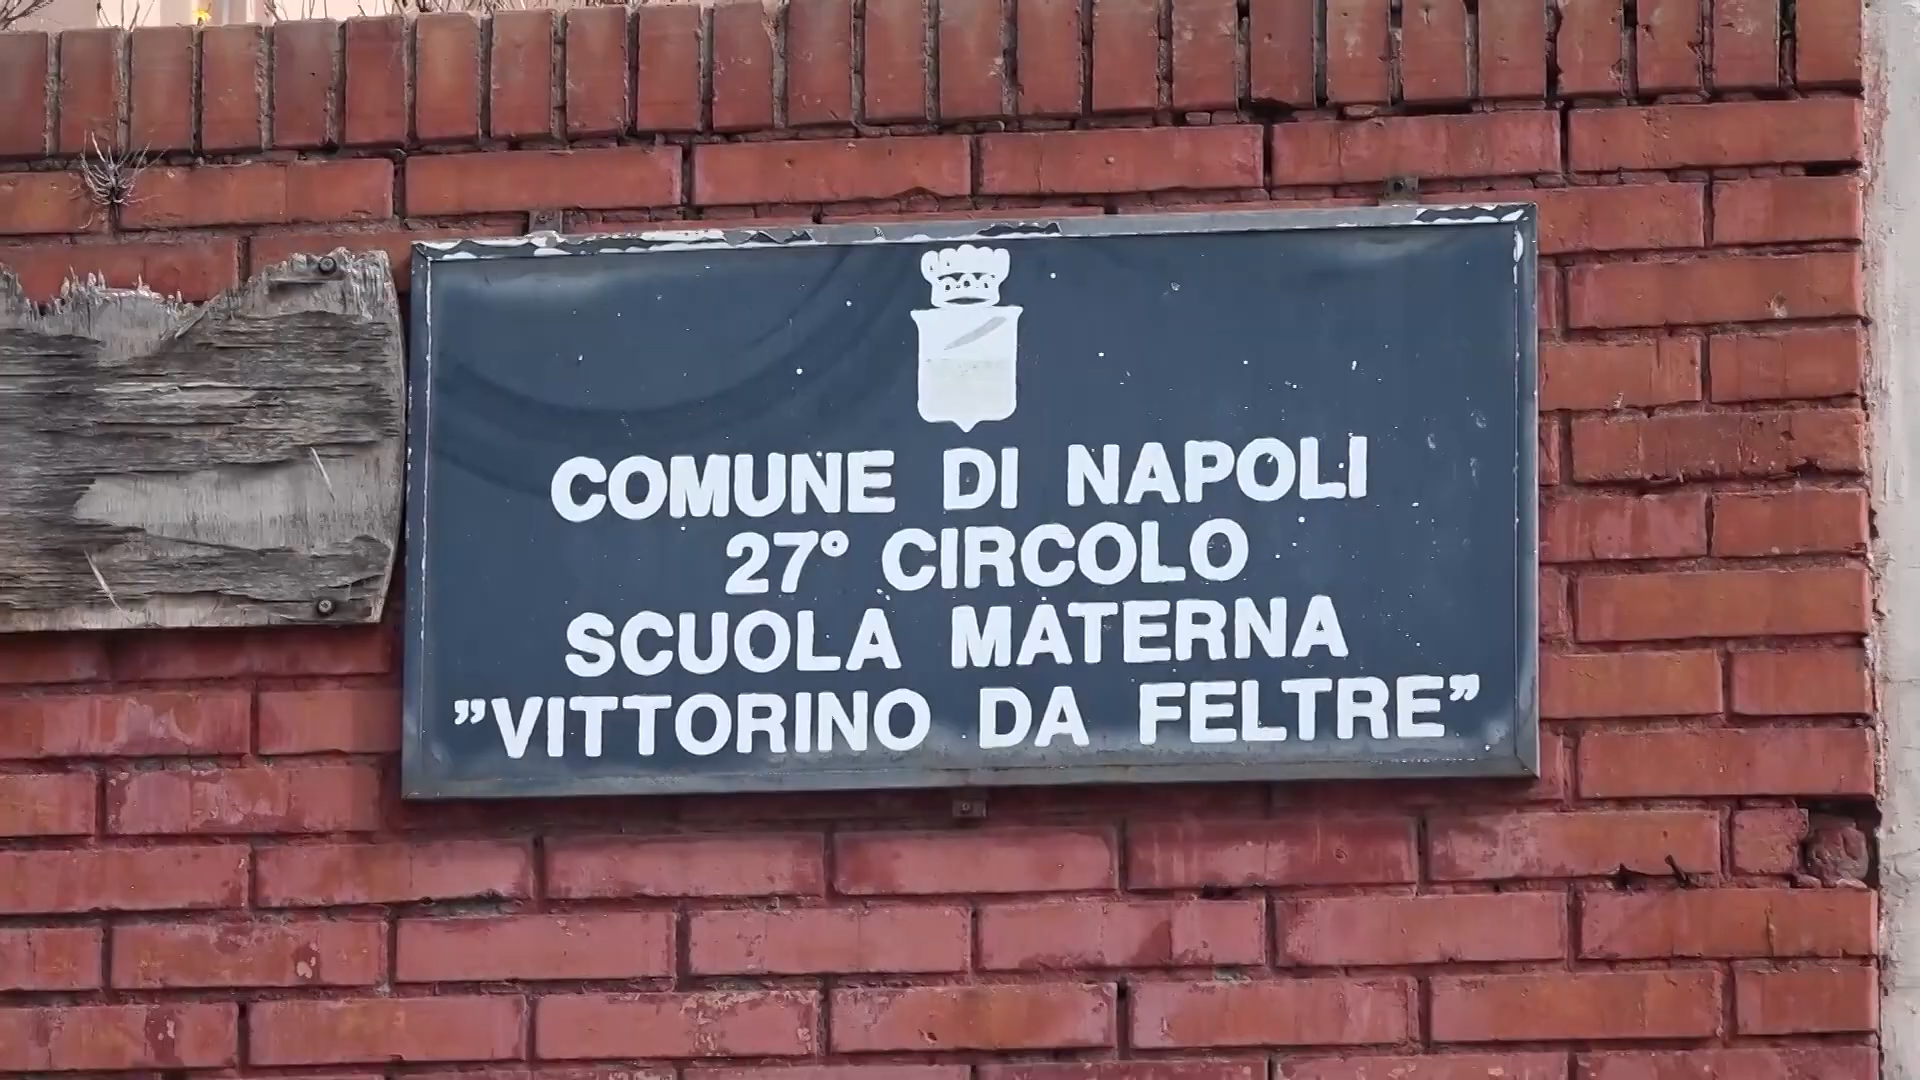 COMUNE DI NAPOLI
27° CIRCOLO
SCUOLA MATERNA
”VITTORINO DA FELTRE”